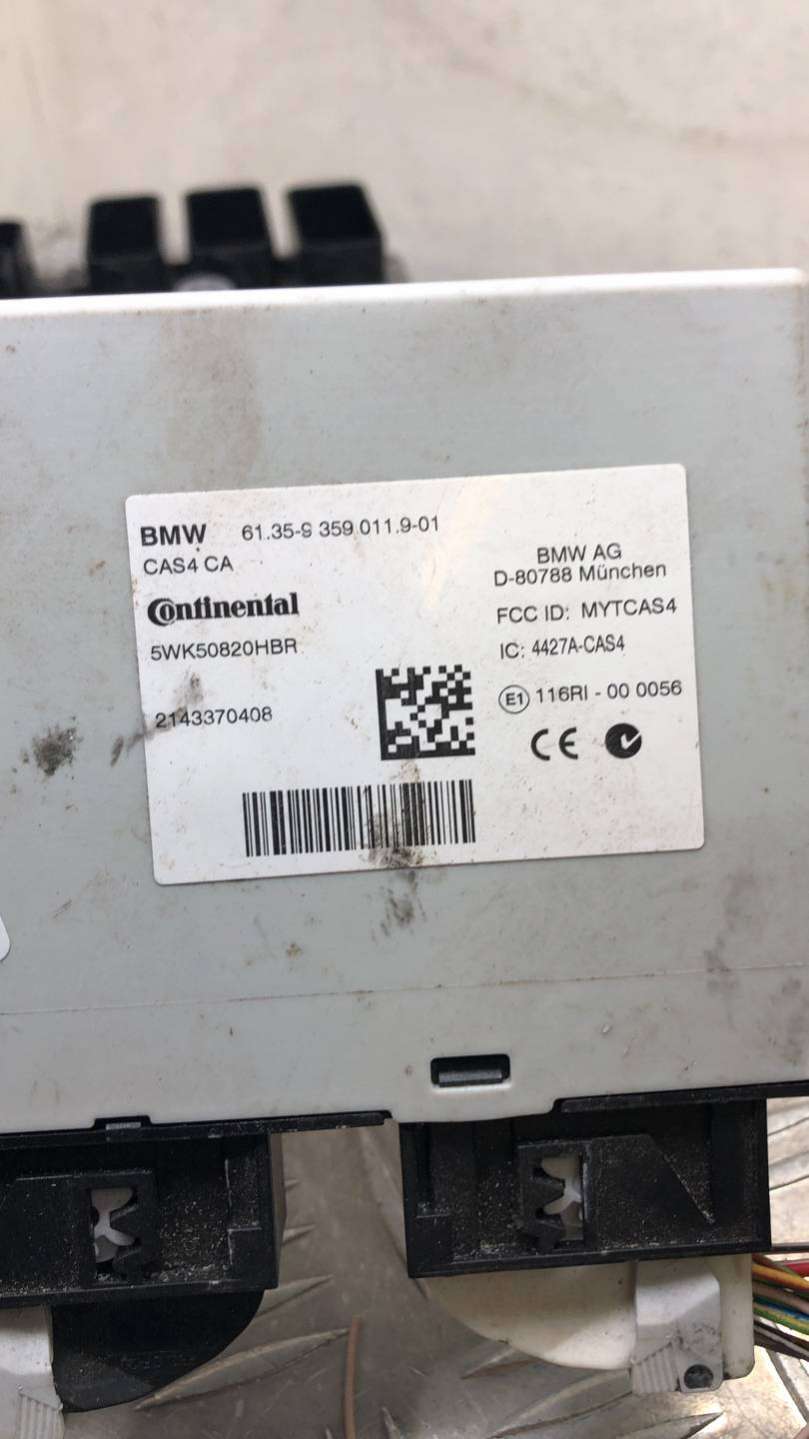 BMW 61.35-9 359 011.9-01
CAS4 CA
Continental
5WK50820HBR
2143370408
BMW AG
D-80788 München
FCC ID: MYTCAS4
IC: 4427A-CAS4
E1 116RI - 00 0056
CE